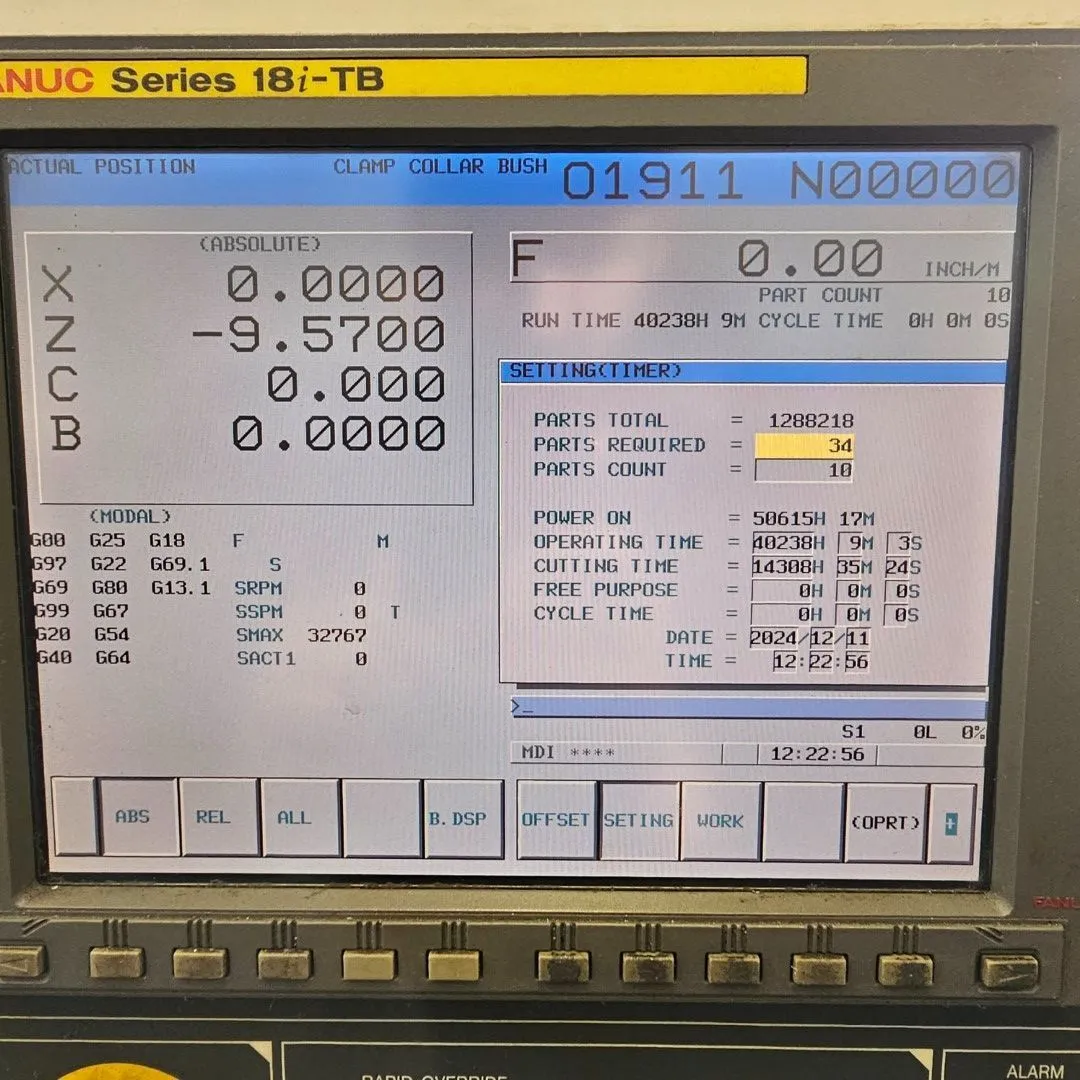 ANUC Series 18i-TB
ACTUAL POSITION CLAMP COLLAR BUSH O1911 N00000
(ABSOLUTE)
X 0.0000
Z -9.5700
C 0.000
B 0.0000
F 0.00 INCH/M
PART COUNT 10
RUN TIME 40238H 9M CYCLE TIME 0H 0M 0S
SETTING(TIMER)
PARTS TOTAL = 1288218
PARTS REQUIRED = 34
PARTS COUNT = 10
POWER ON = 50615H 17M
OPERATING TIME = 40238H 9M 3S
CUTTING TIME = 14308H 35M 24S
FREE PURPOSE = 0H 0M 0S
CYCLE TIME = 0H 0M 0S
DATE = 2024/12/11
TIME = 12:22:56
(MODAL)
G00 G25 G18 F M
G97 G22 G69.1 S
G69 G80 G13.1 SRPM 0
G99 G67 SSPM 0 T
G20 G54 SMAX 32767
G40 G64 SACT1 0
>_
S1 0L 0%
MDI **** 12:22:56
ABS REL ALL B.DSP OFFSET SETING WORK (OPRT) +
FANU
RAPID OVERRIDE
ALARM